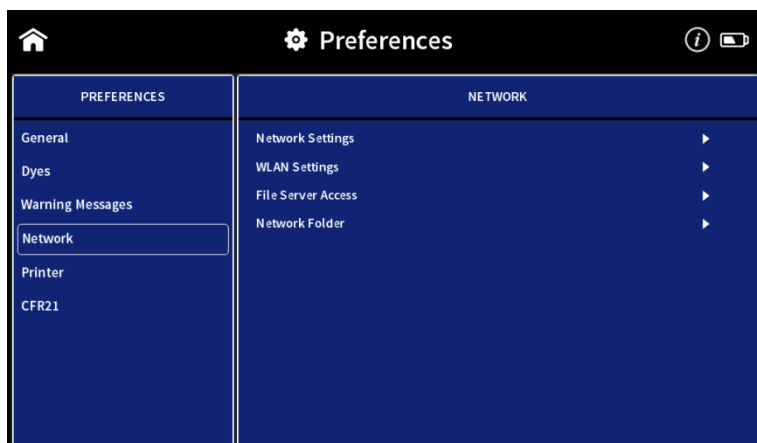 Preferences
PREFERENCES
General
Dyes
Warning Messages
Network
Printer
CFR21
NETWORK
Network Settings
WLAN Settings
File Server Access
Network Folder